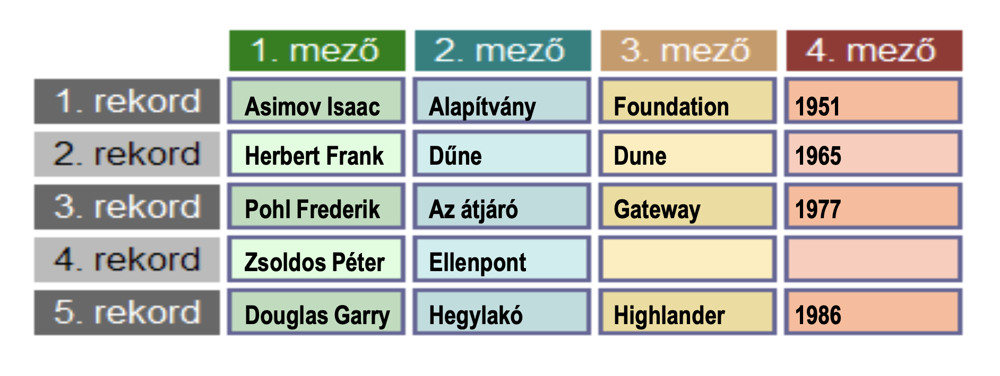 1. mező 2. mező 3. mező 4. mező
1. rekord Asimov Isaac Alapítvány Foundation 1951
2. rekord Herbert Frank Dűne Dune 1965
3. rekord Pohl Frederik Az átjáró Gateway 1977
4. rekord Zsoldos Péter Ellenpont
5. rekord Douglas Garry Hegylakó Highlander 1986